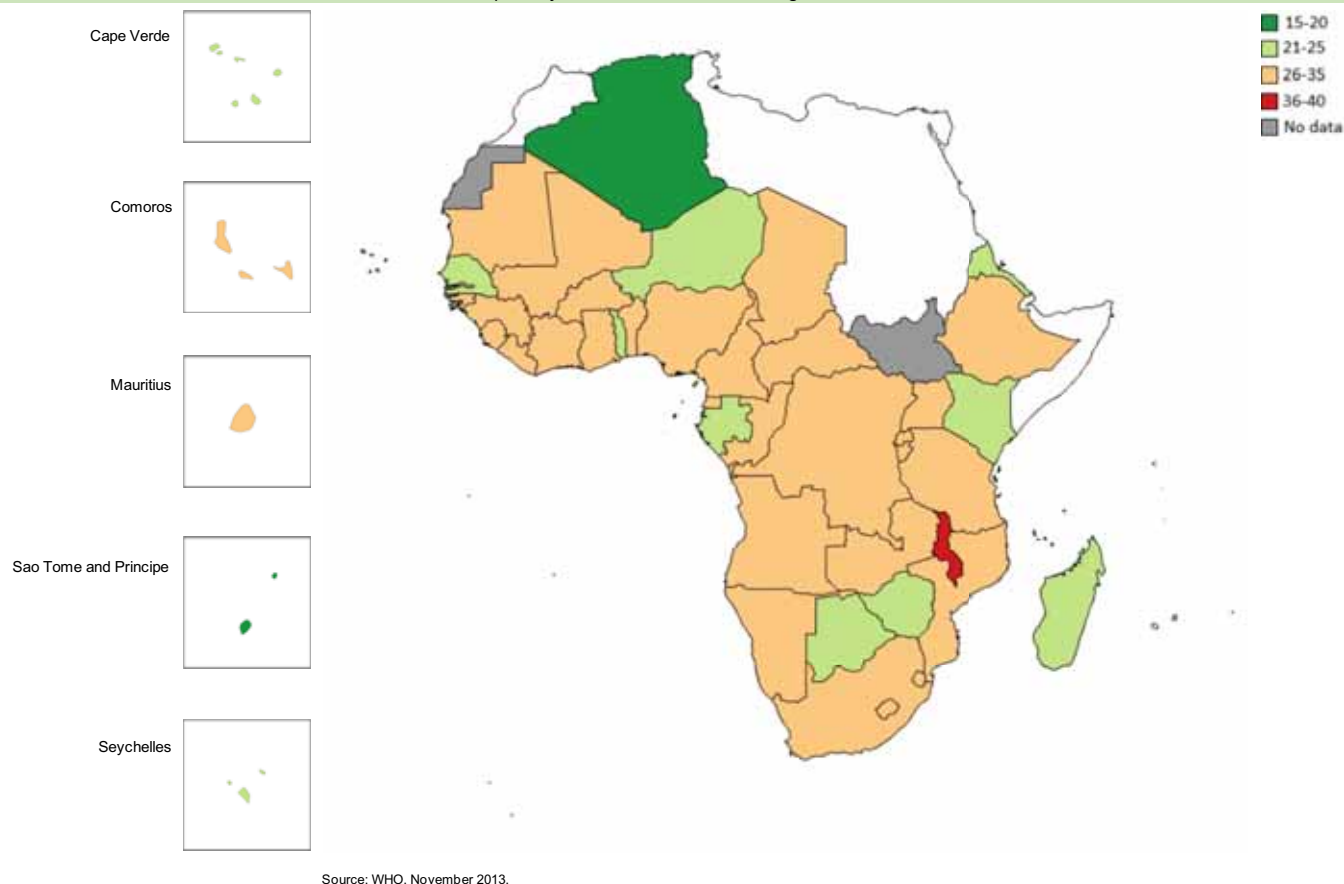 15-20
21-25
26-35
36-40
No data
Cape Verde
Comoros
Mauritius
Sao Tome and Principe
Seychelles
Source: WHO, November 2013.